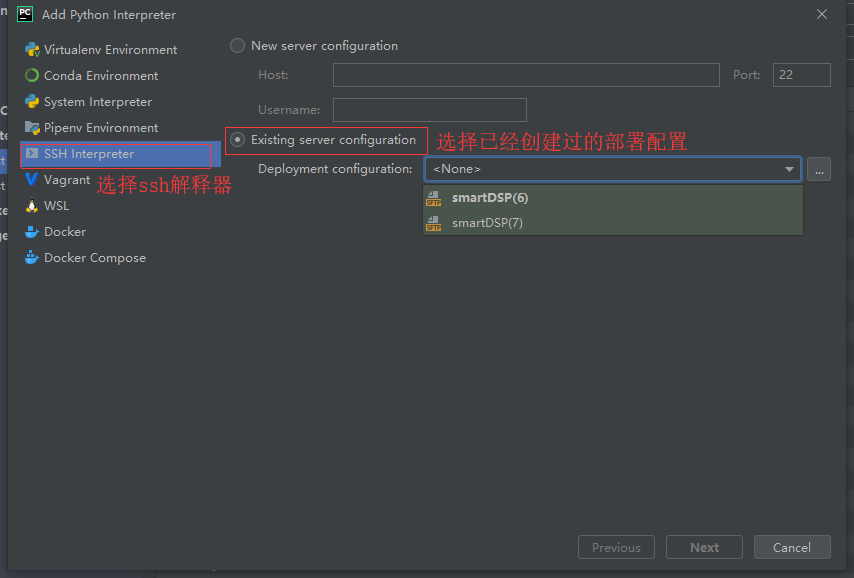 PC Add Python Interpreter
Virtualenv Environment
Conda Environment
System Interpreter
Pipenv Environment
SSH Interpreter
选择ssh解释器
Vagrant
WSL
Docker
Docker Compose
New server configuration
Host:
Port: 22
Username:
Existing server configuration 选择已经创建过的部署配置
Deployment configuration: <None> ...
SFTP smartDSP(6)
SFTP smartDSP(7)
Previous Next Cancel